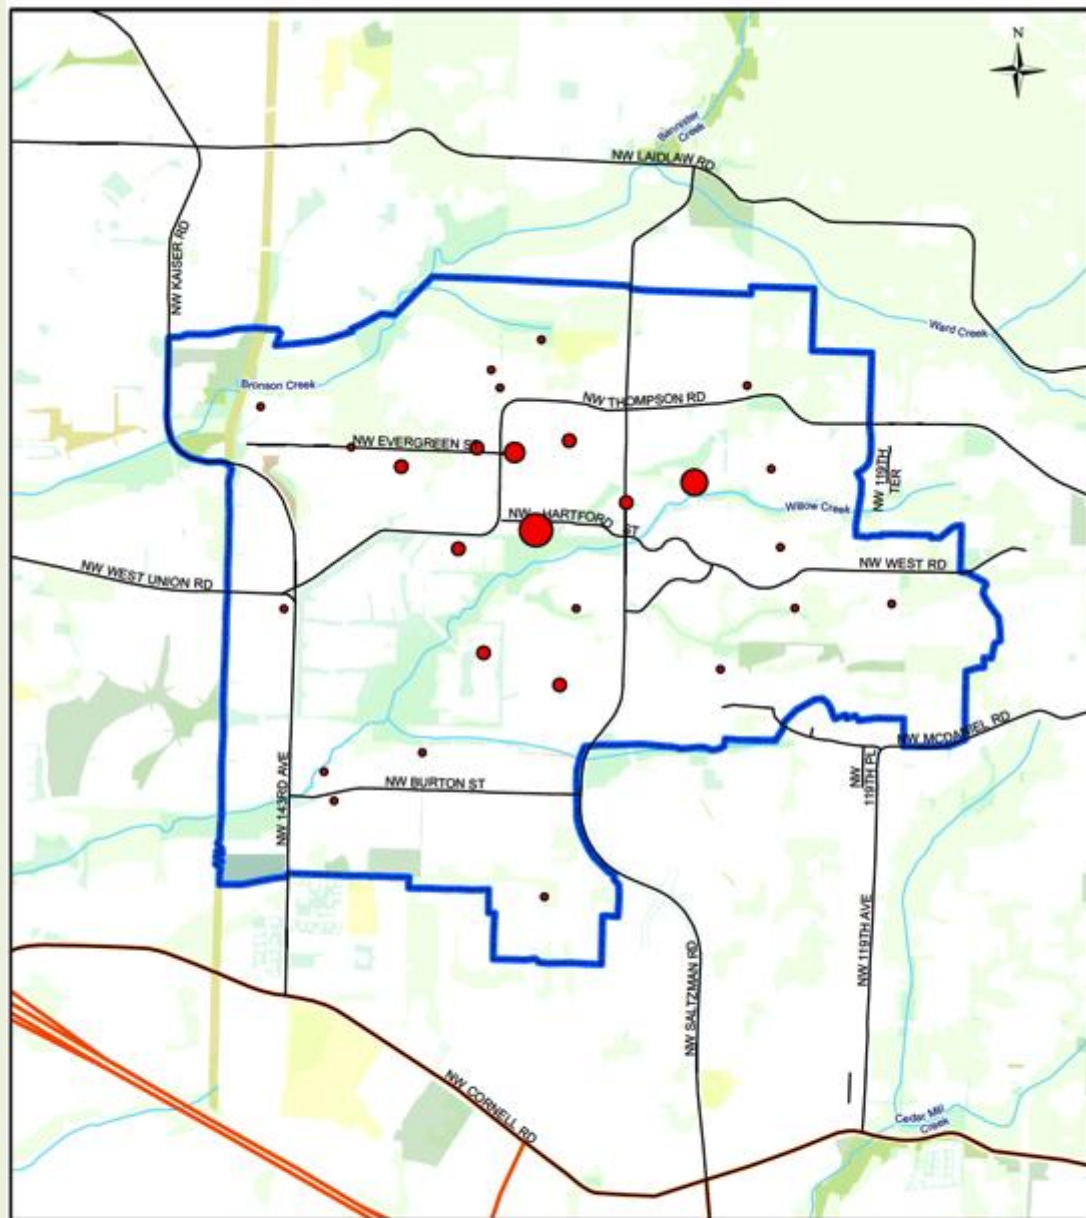 N
Bannister
Creek
NW LAIDLAW RD
NW KAISER RD
Ward Creek
Bronson Creek
NW THOMPSON RD
NW EVERGREEN ST
NW 119TH
TER
Willow Creek
NW HARTFORD ST
NW WEST RD
NW WEST UNION RD
NW MCDANIEL RD
NW
119TH PL
NW BURTON ST
NW 143RD AVE
NW 119TH AVE
NW SALTZMAN RD
NW CORNELL RD
Cedar Mill
Creek